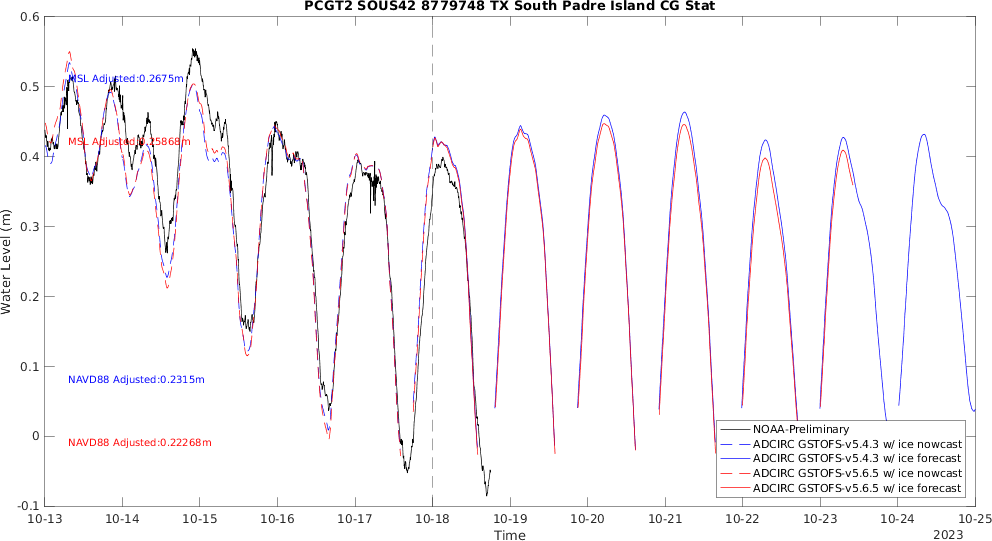 PCGT2 SOUS42 8779748 TX South Padre Island CG Stat
0.6
0.5
0.4
0.3
0.2
0.1
0
-0.1
Water Level (m)
MSL Adjusted:0.2675m
MSL Adjusted:0.25868m
NAVD88 Adjusted:0.2315m
NAVD88 Adjusted:0.22268m
NOAA-Preliminary
ADCIRC GSTOFS-v5.4.3 w/ ice nowcast
ADCIRC GSTOFS-v5.4.3 w/ ice forecast
ADCIRC GSTOFS-v5.6.5 w/ ice nowcast
ADCIRC GSTOFS-v5.6.5 w/ ice forecast
10-13 10-14 10-15 10-16 10-17 10-18 10-19 10-20 10-21 10-22 10-23 10-24 10-25
Time
2023